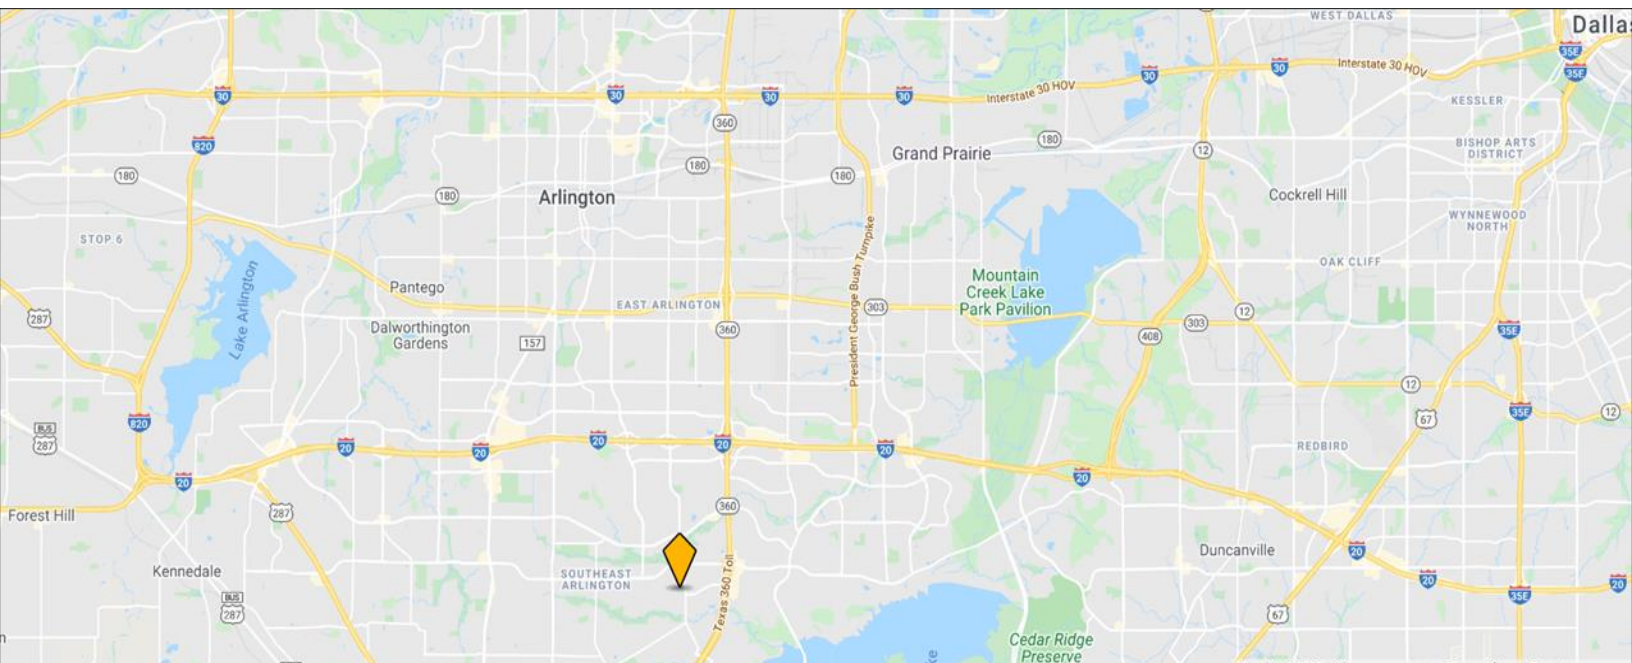 WEST DALLAS
Dallas
35E
30
30
Interstate 30 HOV
35E
30
30
30
30
Interstate 30 HOV
KESSLER
360
820
180
12
BISHOP ARTS
DISTRICT
Grand Prairie
180
180
180
180
Arlington
Cockrell Hill
STOP 6
WYNNEWOOD
NORTH
Lake Arlington
President George Bush Turnpike
OAK CLIFF
Mountain
Creek Lake
Park Pavilion
Pantego
EAST ARLINGTON
303
12
287
Dalworthington
Gardens
360
303
35E
157
408
12
35E
12
820
67
BUS
287
20
20
20
20
20
REDBIRD
20
20
287
360
Forest Hill
Duncanville
20
Kennedale
SOUTHEAST
ARLINGTON
Texas 360 Toll
20
20
35E
BUS
287
67
Cedar Ridge
Preserve